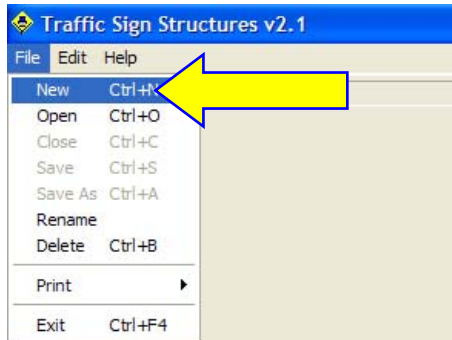 Traffic Sign Structures v2.1
File Edit Help
New Ctrl+N
Open Ctrl+O
Close Ctrl+C
Save Ctrl+S
Save As Ctrl+A
Rename
Delete Ctrl+B
Print
Exit Ctrl+F4